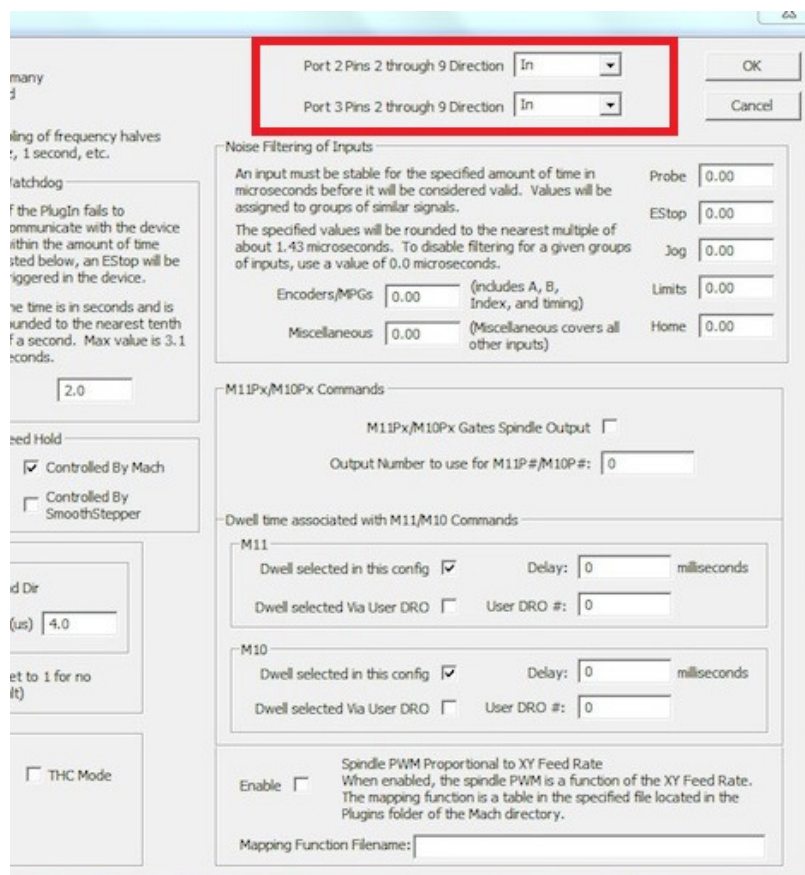 Port 2 Pins 2 through 9 Direction In
Port 3 Pins 2 through 9 Direction In
OK
Cancel
many
of frequency halves
, 1 second, etc.
Watchdog
f the PlugIn fails to
ommunicate with the device
ithin the amount of time
sted below, an EStop will be
riggered in the device.
he time is in seconds and is
ounded to the nearest tenth
f a second. Max value is 3.1
econds.
2.0
eed Hold
Controlled By Mach
Controlled By
SmoothStepper
d Dir
(us) 4.0
et to 1 for no
lt)
THC Mode
Noise Filtering of Inputs
An input must be stable for the specified amount of time in
microseconds before it will be considered valid. Values will be
assigned to groups of similar signals.
The specified values will be rounded to the nearest multiple of
about 1.43 microseconds. To disable filtering for a given groups
of inputs, use a value of 0.0 microseconds.
Encoders/MPGs 0.00 (includes A, B,
Index, and timing)
Miscellaneous 0.00 (Miscellaneous covers all
other inputs)
Probe 0.00
EStop 0.00
Jog 0.00
Limits 0.00
Home 0.00
M11Px/M10Px Commands
M11Px/M10Px Gates Spindle Output
Output Number to use for M11P#/M10P#: 0
Dwell time associated with M11/M10 Commands
M11
Dwell selected in this config Delay: 0 milliseconds
Dwell selected Via User DRO User DRO #: 0
M10
Dwell selected in this config Delay: 0 milliseconds
Dwell selected Via User DRO User DRO #: 0
Enable
Spindle PWM Proportional to XY Feed Rate
When enabled, the spindle PWM is a function of the XY Feed Rate.
The mapping function is a table in the specified file located in the
Plugins folder of the Mach directory.
Mapping Function Filename: